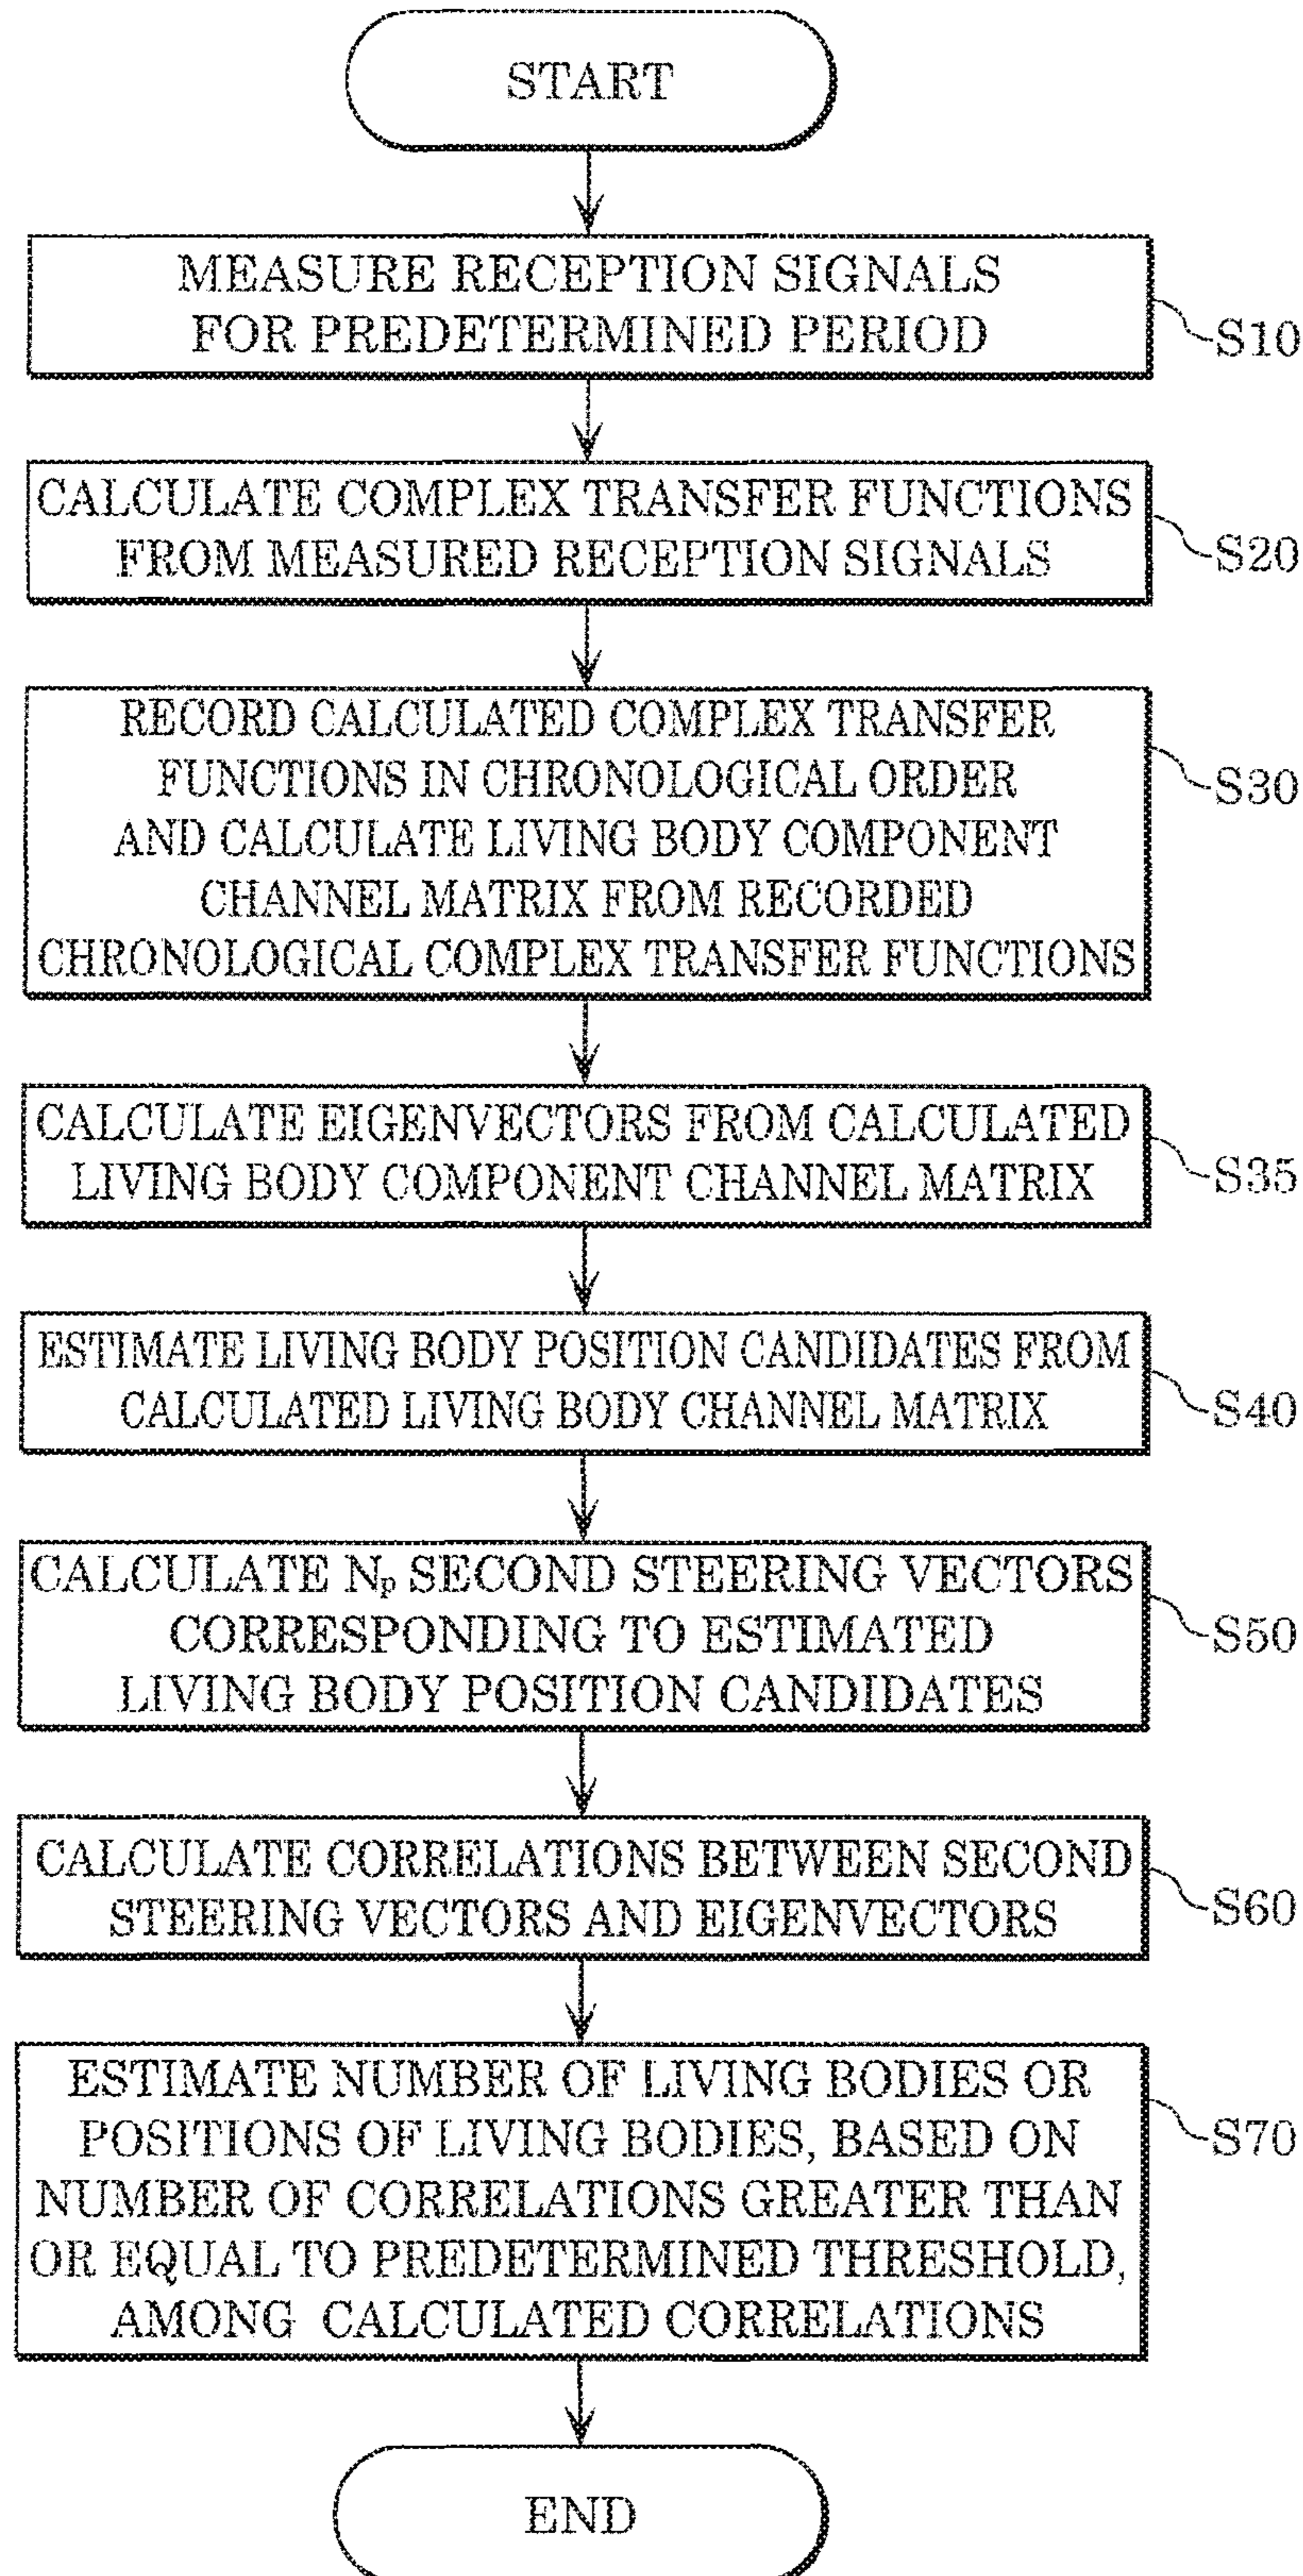 START
MEASURE RECEPTION SIGNALS
FOR PREDETERMINED PERIOD
S10
CALCULATE COMPLEX TRANSFER FUNCTIONS
FROM MEASURED RECEPTION SIGNALS
S20
RECORD CALCULATED COMPLEX TRANSFER
FUNCTIONS IN CHRONOLOGICAL ORDER
AND CALCULATE LIVING BODY COMPONENT
CHANNEL MATRIX FROM RECORDED
CHRONOLOGICAL COMPLEX TRANSFER FUNCTIONS
S30
CALCULATE EIGENVECTORS FROM CALCULATED
LIVING BODY COMPONENT CHANNEL MATRIX
S35
ESTIMATE LIVING BODY POSITION CANDIDATES FROM
CALCULATED LIVING BODY CHANNEL MATRIX
S40
CALCULATE Np SECOND STEERING VECTORS
CORRESPONDING TO ESTIMATED
LIVING BODY POSITION CANDIDATES
S50
CALCULATE CORRELATIONS BETWEEN SECOND
STEERING VECTORS AND EIGENVECTORS
S60
ESTIMATE NUMBER OF LIVING BODIES OR
POSITIONS OF LIVING BODIES, BASED ON
NUMBER OF CORRELATIONS GREATER THAN
OR EQUAL TO PREDETERMINED THRESHOLD,
AMONG CALCULATED CORRELATIONS
S70
END